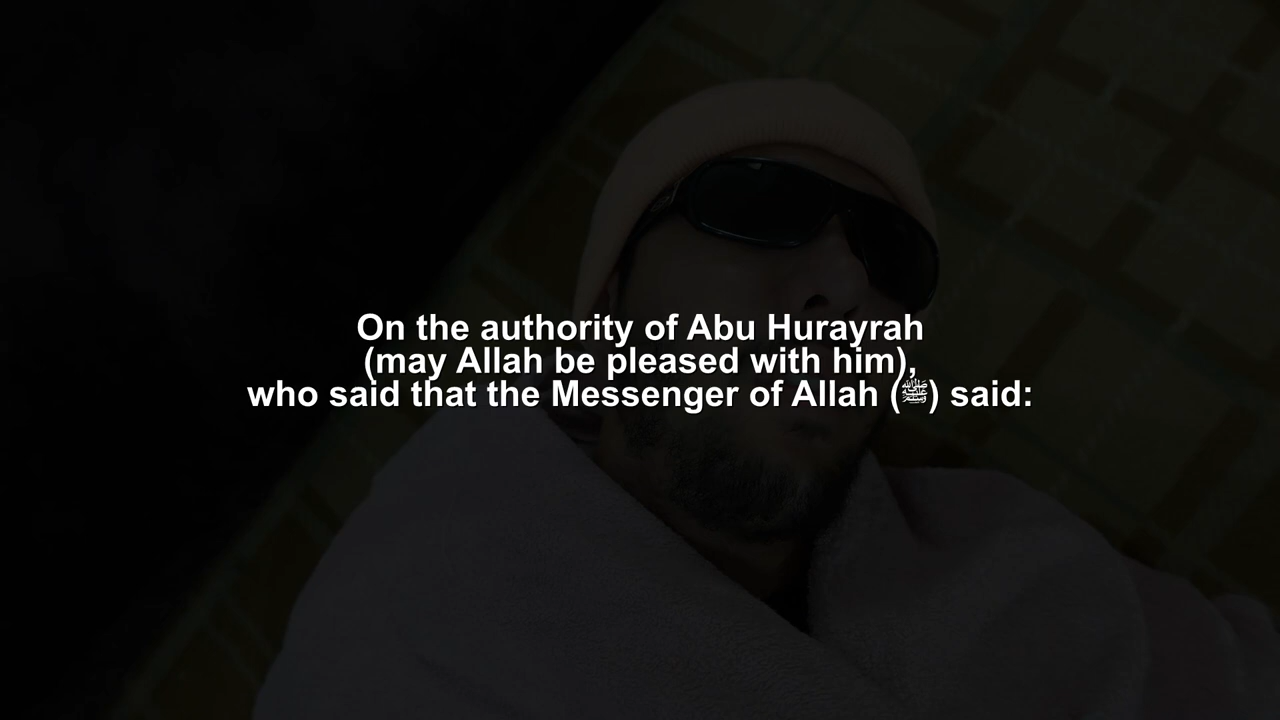 On the authority of Abu Hurayrah
(may Allah be pleased with him),
who said that the Messenger of Allah (ﷺ) said: